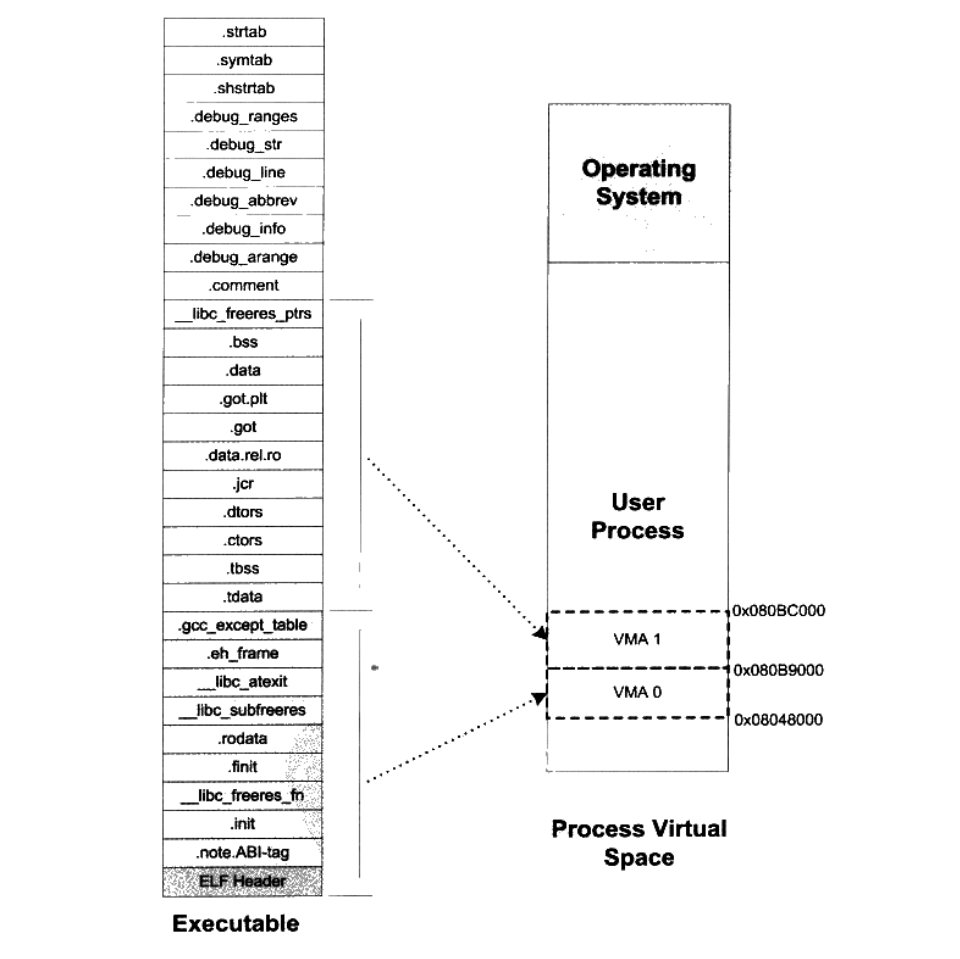 .strtab
.symtab
.shstrtab
.debug_ranges
.debug_str
.debug_line
.debug_abbrev
.debug_info
.debug_arange
.comment
__libc_freeres_ptrs
.bss
.data
.got.plt
.got
.data.rel.ro
.jcr
.dtors
.ctors
.tbss
.tdata
.gcc_except_table
.eh_frame
__libc_atexit
__libc_subfreeres
.rodata
.finit
__libc_freeres_fn
.init
.note.ABI-tag
ELF Header
Executable
Operating
System
User
Process
0x080BC000
VMA 1
0x080B9000
VMA 0
0x08048000
Process Virtual
Space